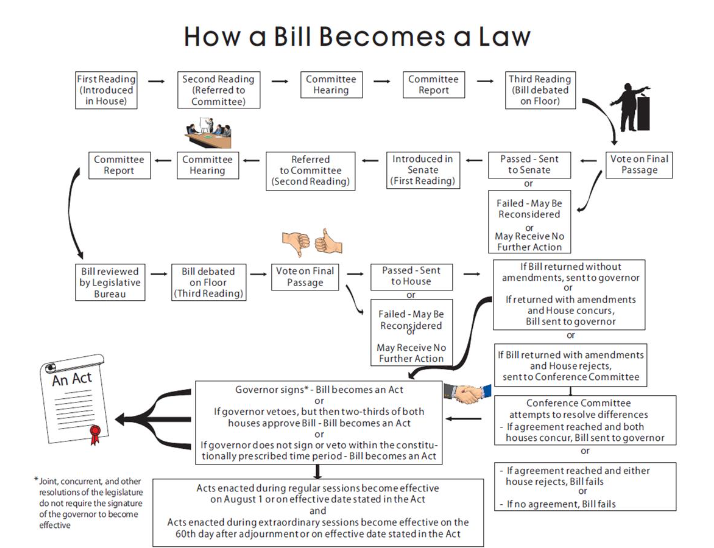 How a Bill Becomes a Law
First Reading
(Introduced
in House)
Second Reading
(Referred to
Committee)
Committee
Hearing
Committee
Report
Third Reading
(Bill debated
on Floor)
Vote on Final
Passage
Passed - Sent
to Senate
or
Failed - May Be
Reconsidered
or
May Receive No
Further Action
Introduced in
Senate
(First Reading)
Referred
to Committee
(Second Reading)
Committee
Hearing
Committee
Report
Bill reviewed
by Legislative
Bureau
Bill debated
on Floor
(Third Reading)
Vote on Final
Passage
Passed - Sent
to House
or
Failed - May Be
Reconsidered
or
May Receive No
Further Action
If Bill returned without
amendments, sent to governor
or
If returned with amendments
and House concurs,
Bill sent to governor
or
If Bill returned with amendments
and House rejects,
sent to Conference Committee
Conference Committee
attempts to resolve differences
- If agreement reached and both
houses concur, Bill sent to governor
or
- If agreement reached and either
house rejects, Bill fails
or
- If no agreement, Bill fails
Governor signs* - Bill becomes an Act
or
If governor vetoes, but then two-thirds of both
houses approve Bill - Bill becomes an Act
or
If governor does not sign or veto within the constitu-
tionally prescribed time period - Bill becomes an Act
An Act
Acts enacted during regular sessions become effective
on August 1 or on effective date stated in the Act
and
Acts enacted during extraordinary sessions become effective on the
60th day after adjournment or on effective date stated in the Act
*Joint, concurrent, and other
resolutions of the legislature
do not require the signature
of the governor to become
effective